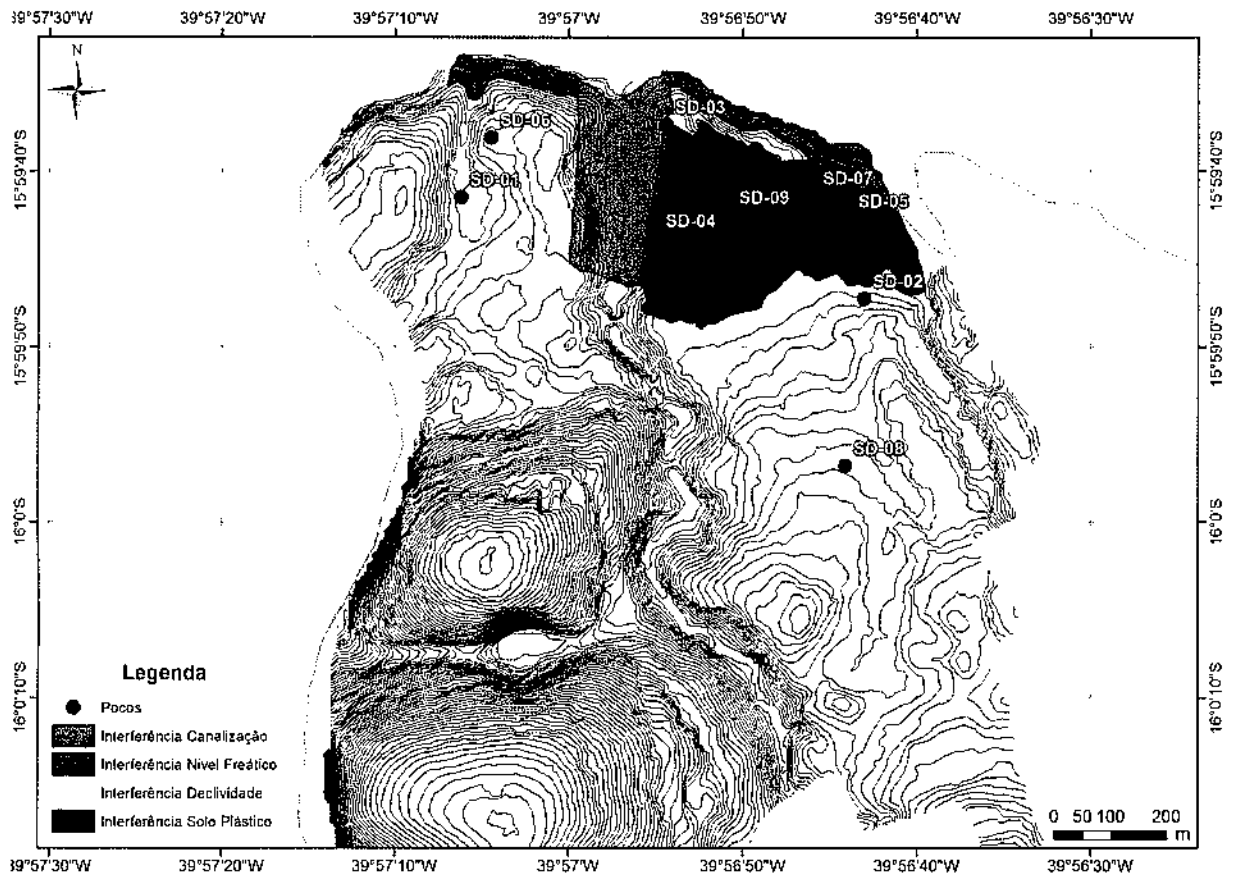 39°57'30"W 39°57'20"W 39°57'10"W 39°57'W 39°56'50"W 39°56'40"W 39°56'30"W
N
SD-03
SD-06
15°59'40"S 15°59'40"S
SD-07
SD-01
SD-09
SD-05
SD-04
SD-02
15°59'50"S 15°59'50"S
SD-08
16°0'S 16°0'S
Legenda
16°0'10"S 16°0'10"S
Pocos
Interferência Canalização
Interferência Nivel Freático
Interferência Declividade
Interferência Solo Plástico
0 50 100 200
m
39°57'30"W 39°57'20"W 39°57'10"W 39°57'W 39°56'50"W 39°56'40"W 39°56'30"W